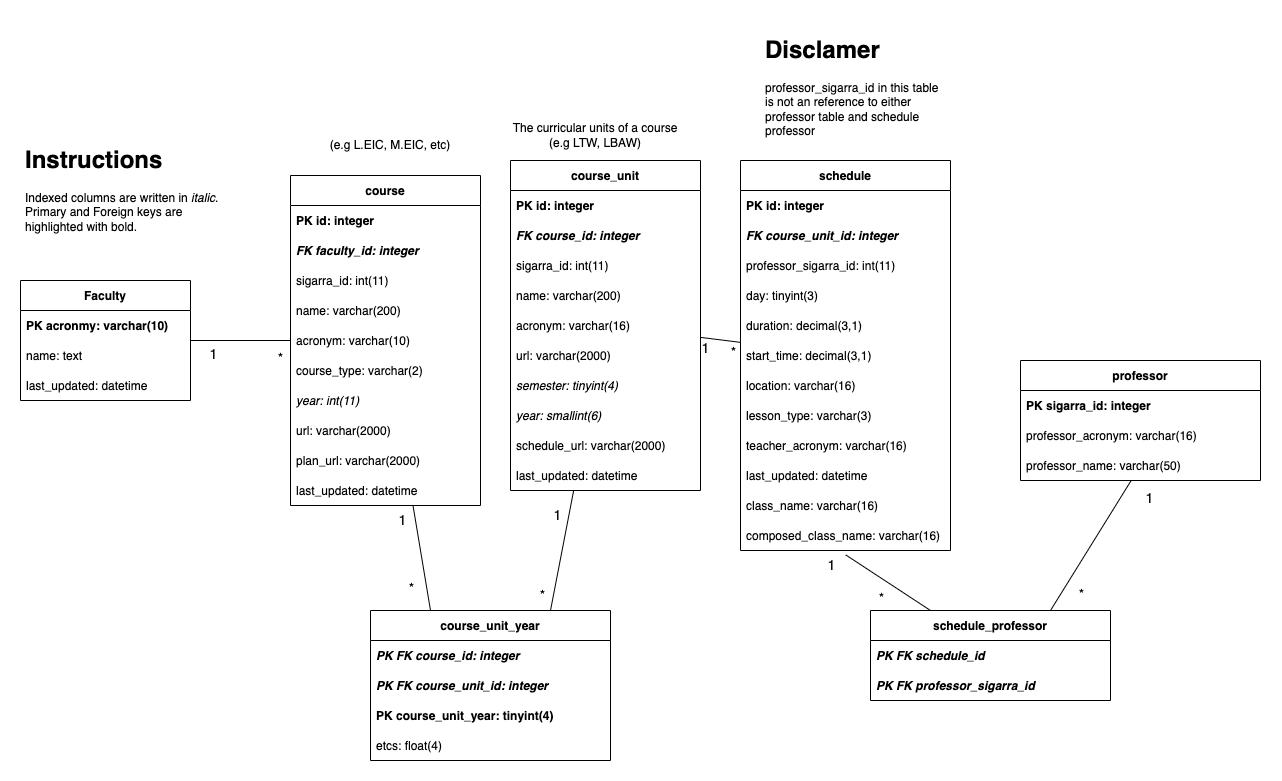 Disclamer
professor_sigarra_id in this table
is not an reference to either
professor table and schedule
professor
Instructions
Indexed columns are written in italic.
Primary and Foreign keys are
highlighted with bold.
Faculty
PK acronmy: varchar(10)
name: text
last_updated: datetime
1
*
(e.g L.EIC, M.EIC, etc)
course
PK id: integer
FK faculty_id: integer
sigarra_id: int(11)
name: varchar(200)
acronym: varchar(10)
course_type: varchar(2)
year: int(11)
url: varchar(2000)
plan_url: varchar(2000)
last_updated: datetime
1
*
The curricular units of a course
(e.g LTW, LBAW)
course_unit
PK id: integer
FK course_id: integer
sigarra_id: int(11)
name: varchar(200)
acronym: varchar(16)
url: varchar(2000)
semester: tinyint(4)
year: smallint(6)
schedule_url: varchar(2000)
last_updated: datetime
1
*
1
*
schedule
PK id: integer
FK course_unit_id: integer
professor_sigarra_id: int(11)
day: tinyint(3)
duration: decimal(3,1)
start_time: decimal(3,1)
location: varchar(16)
lesson_type: varchar(3)
teacher_acronym: varchar(16)
last_updated: datetime
class_name: varchar(16)
composed_class_name: varchar(16)
1
*
professor
PK sigarra_id: integer
professor_acronym: varchar(16)
professor_name: varchar(50)
1
*
course_unit_year
PK FK course_id: integer
PK FK course_unit_id: integer
PK course_unit_year: tinyint(4)
etcs: float(4)
schedule_professor
PK FK schedule_id
PK FK professor_sigarra_id